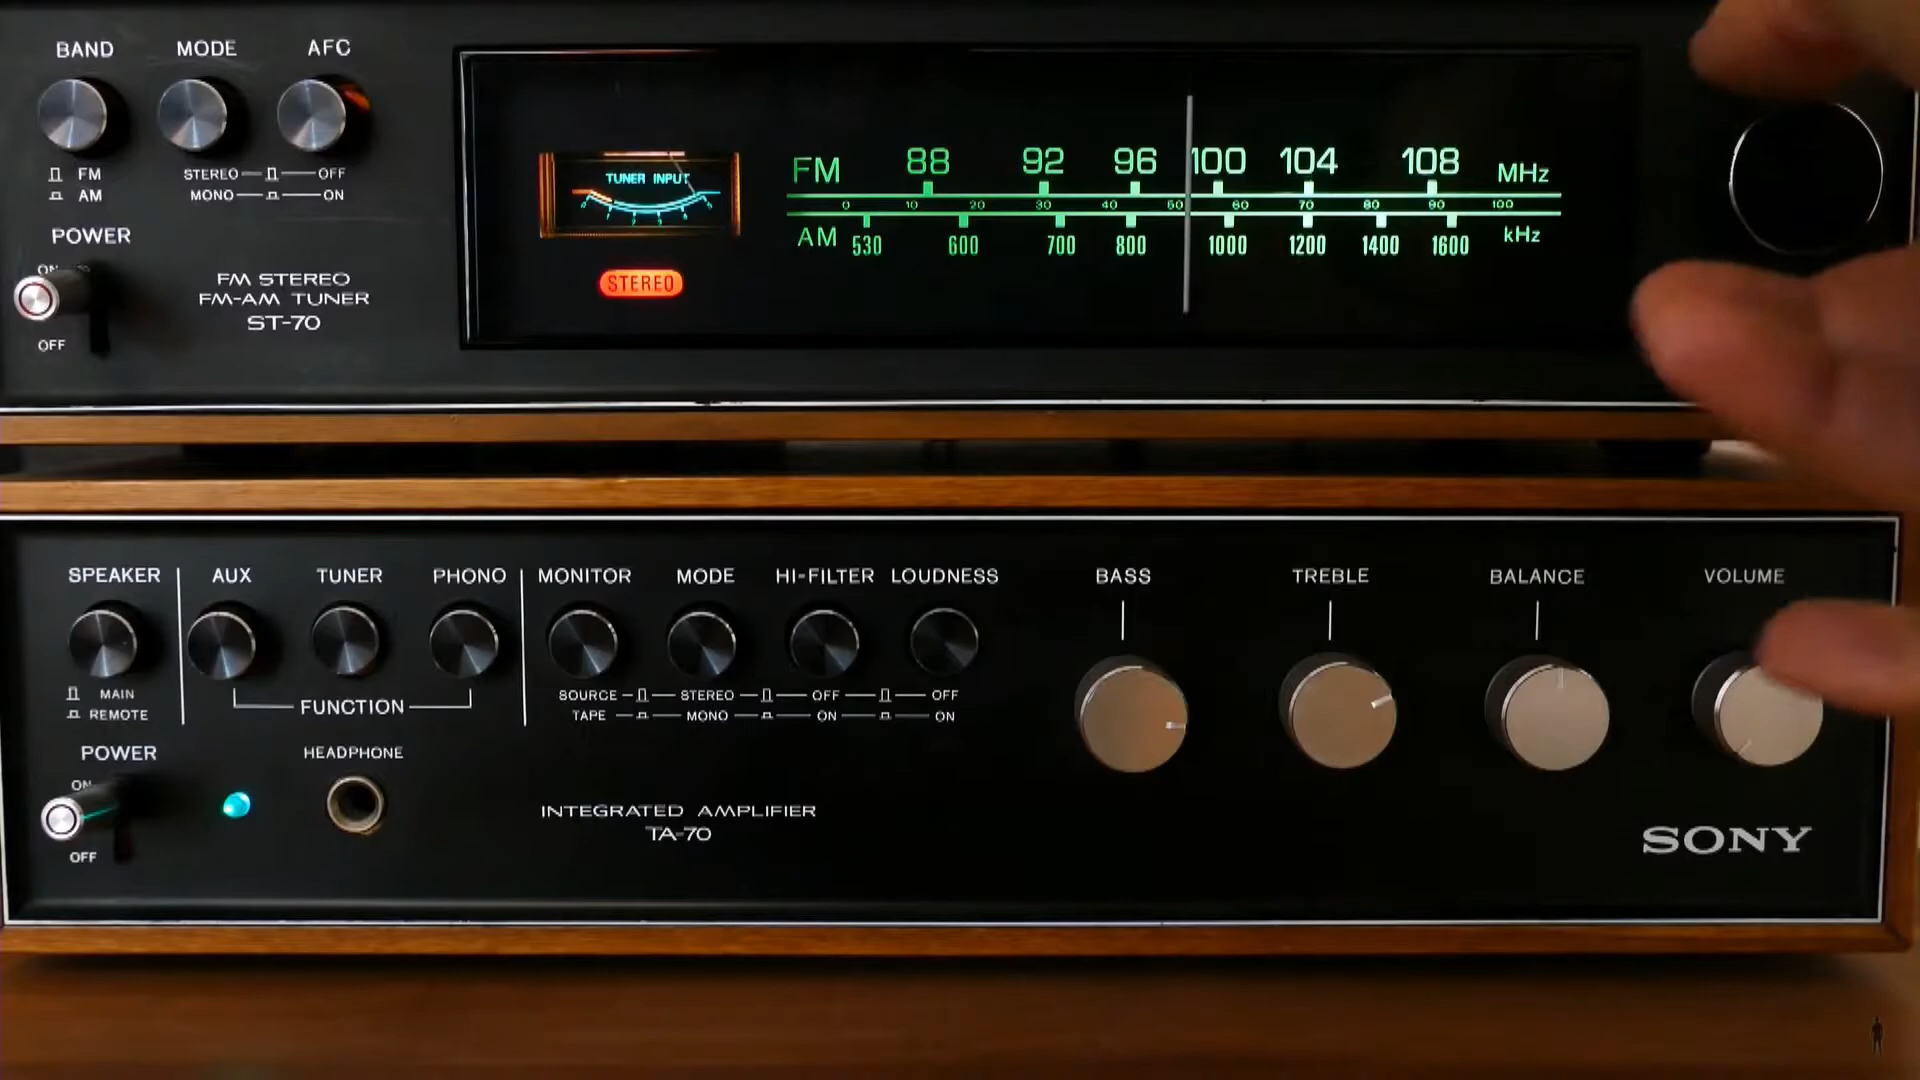 BAND MODE AFC
FM
AM
STEREO OFF
MONO ON
POWER
ON
OFF
FM STEREO
FM-AM TUNER
ST-70
TUNER INPUT
STEREO
FM 88 92 96 100 104 108 MHz
0 10 20 30 40 50 60 70 80 90 100
AM 530 600 700 800 1000 1200 1400 1600 kHz
SPEAKER AUX TUNER PHONO MONITOR MODE HI-FILTER LOUDNESS BASS TREBLE BALANCE VOLUME
MAIN
REMOTE
FUNCTION
SOURCE STEREO OFF OFF
TAPE MONO ON ON
POWER
ON
OFF
HEADPHONE
INTEGRATED AMPLIFIER
TA-70
SONY